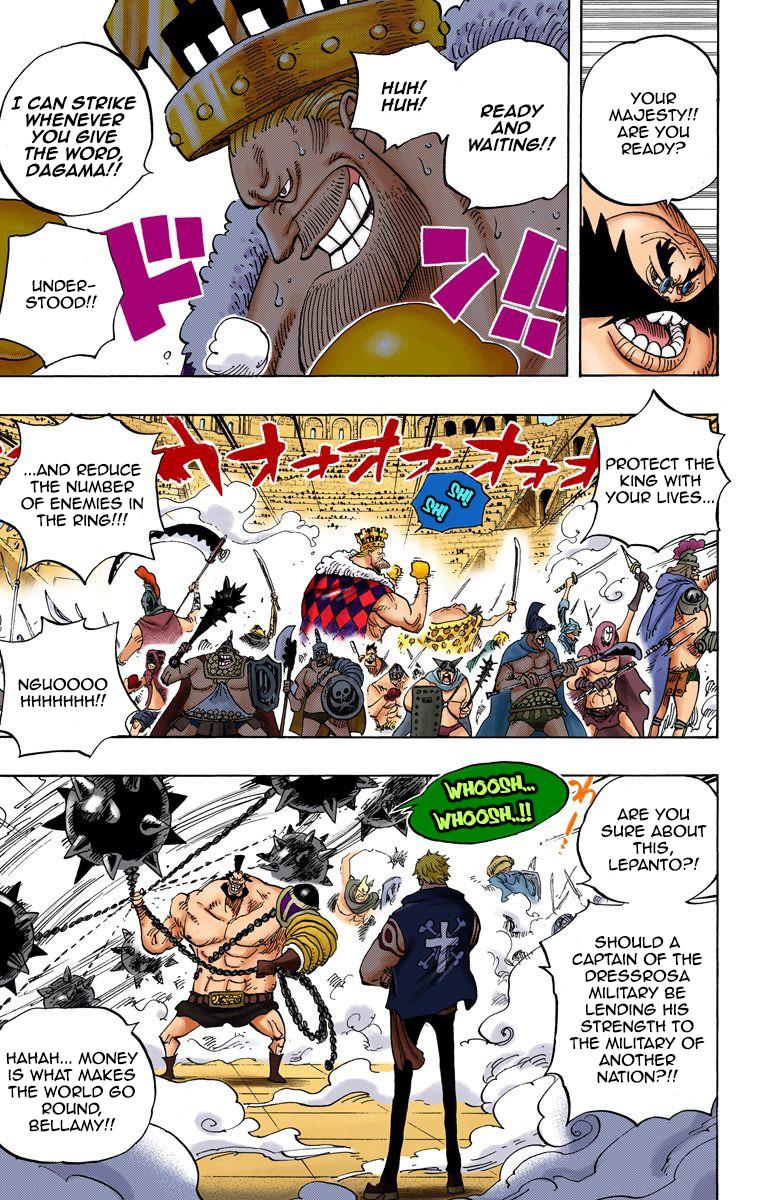 YOUR
MAJESTY!!
ARE YOU
READY?
HUH!
HUH!
READY
AND
WAITING!!
I CAN STRIKE
WHENEVER
YOU GIVE
THE WORD,
DAGAMA!!
UNDER-
STOOD!!
ドン!!
PROTECT THE
KING WITH
YOUR LIVES...
SH!
SH!
ウオオオオオオ
...AND REDUCE
THE NUMBER
OF ENEMIES IN
THE RING!!!
NGUOOOO
HHHHHHH!!
ARE YOU
SURE ABOUT
THIS,
LEPANTO?!
WHOOSH...
WHOOSH..!!
SHOULD A
CAPTAIN OF THE
DRESSROSA
MILITARY BE
LENDING HIS
STRENGTH TO
THE MILITARY OF
ANOTHER
NATION?!!
HAHAH... MONEY
IS WHAT MAKES
THE WORLD GO
ROUND,
BELLAMY!!